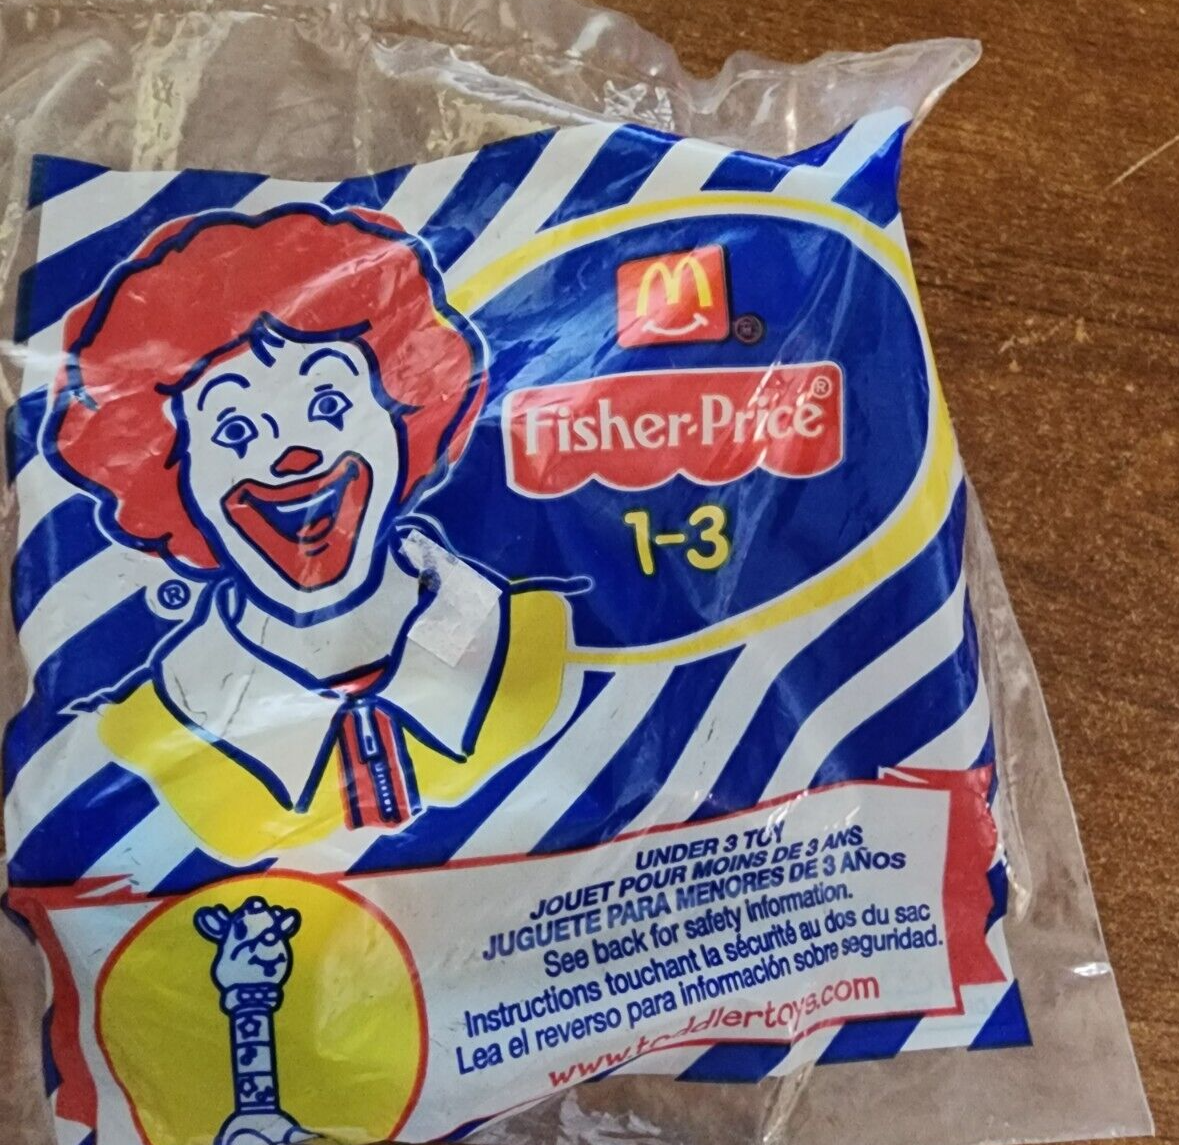 M
Fisher-Price®
1-3
®
UNDER 3 TOY
JOUET POUR MOINS DE 3 ANS
JUGUETE PARA MENORES DE 3 AÑOS
See back for safety information.
Instructions touchant la sécurité au dos du sac
Lea el reverso para información sobre seguridad.
www.toddlertoys.com